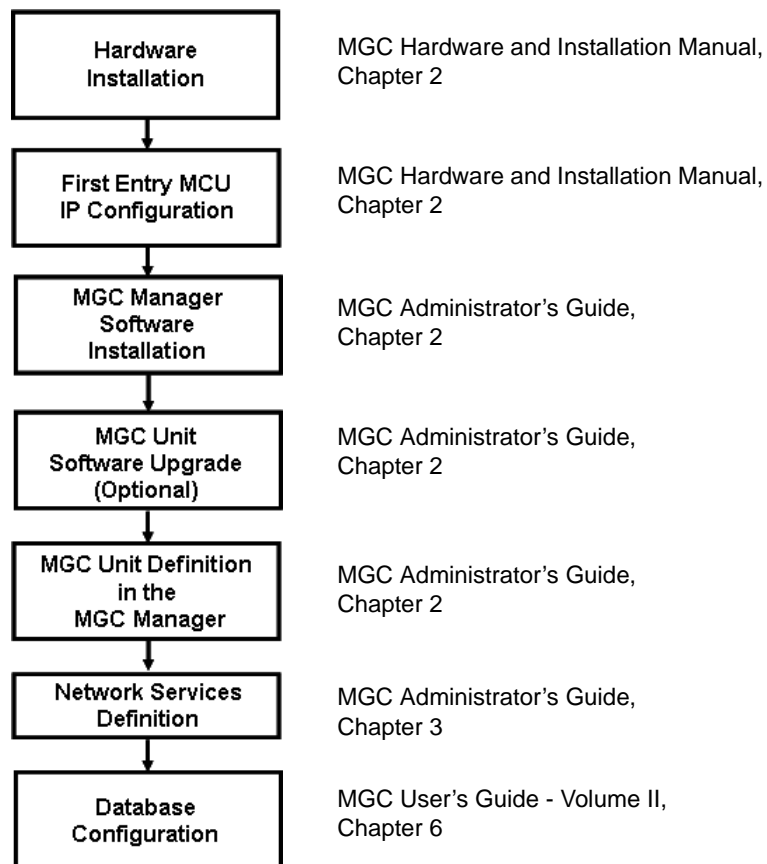 Hardware
Installation
MGC Hardware and Installation Manual,
Chapter 2
First Entry MCU
IP Configuration
MGC Hardware and Installation Manual,
Chapter 2
MGC Manager
Software
Installation
MGC Administrator's Guide,
Chapter 2
MGC Unit
Software Upgrade
(Optional)
MGC Administrator's Guide,
Chapter 2
MGC Unit Definition
in the
MGC Manager
MGC Administrator's Guide,
Chapter 2
Network Services
Definition
MGC Administrator's Guide,
Chapter 3
Database
Configuration
MGC User's Guide - Volume II,
Chapter 6